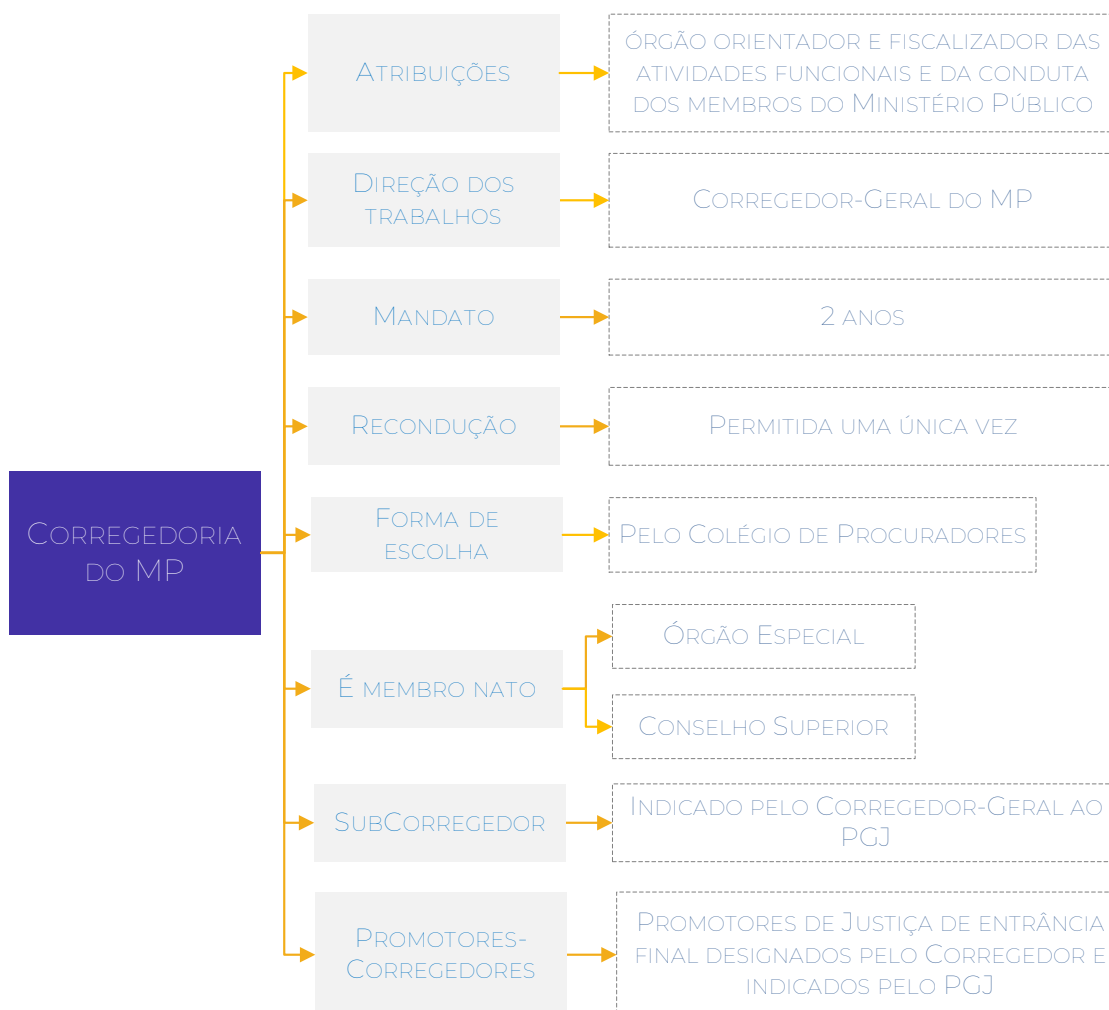 Corregedoria
do MP
Atribuições
órgão orientador e fiscalizador das
atividades funcionais e da conduta
dos membros do Ministério Público
Direção dos
trabalhos
Corregedor-Geral do MP
Mandato
2 anos
Recondução
Permitida uma única vez
Forma de
escolha
Pelo Colégio de Procuradores
É membro nato
Órgão Especial
Conselho Superior
SubCorregedor
Indicado pelo Corregedor-Geral ao
PGJ
Promotores-
Corregedores
Promotores de Justiça de entrância
final designados pelo Corregedor e
indicados pelo PGJ